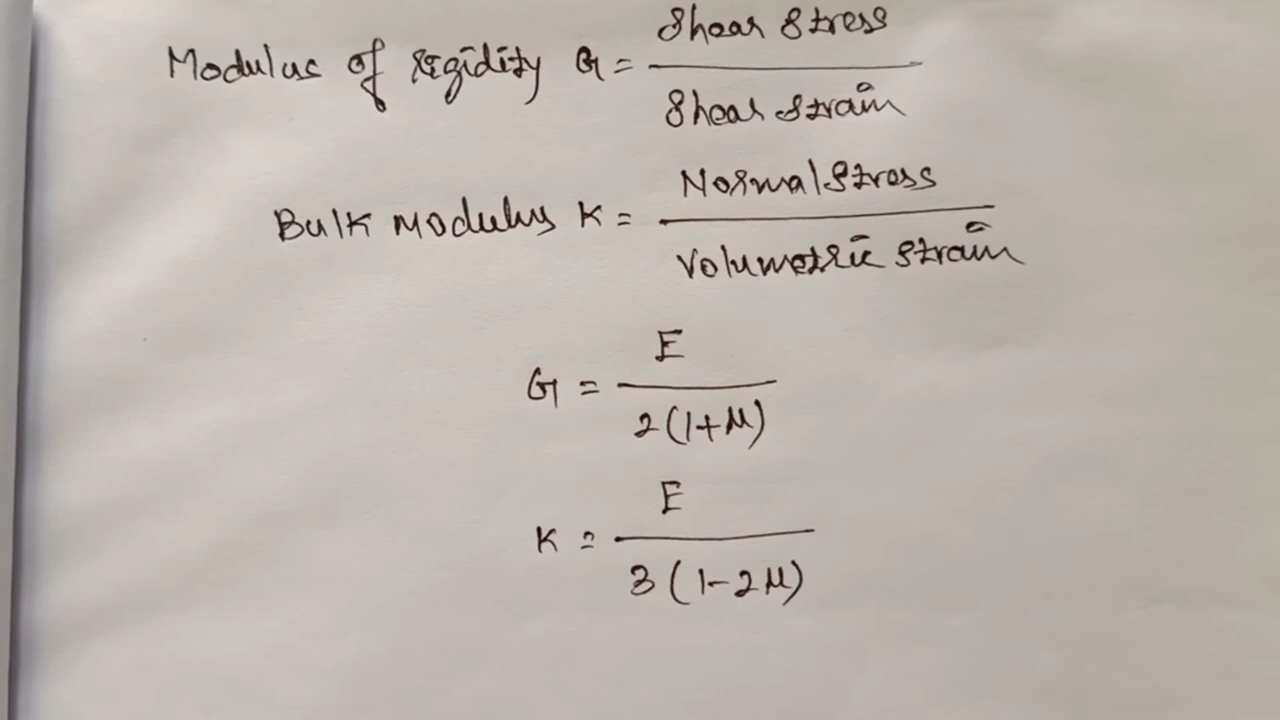 Modulus of rigidity G = Shear Stress / Shear Strain
Bulk Modulus K = Normal Stress / Volumetric Strain
G = E / 2(1+μ)
K = E / 3(1-2μ)